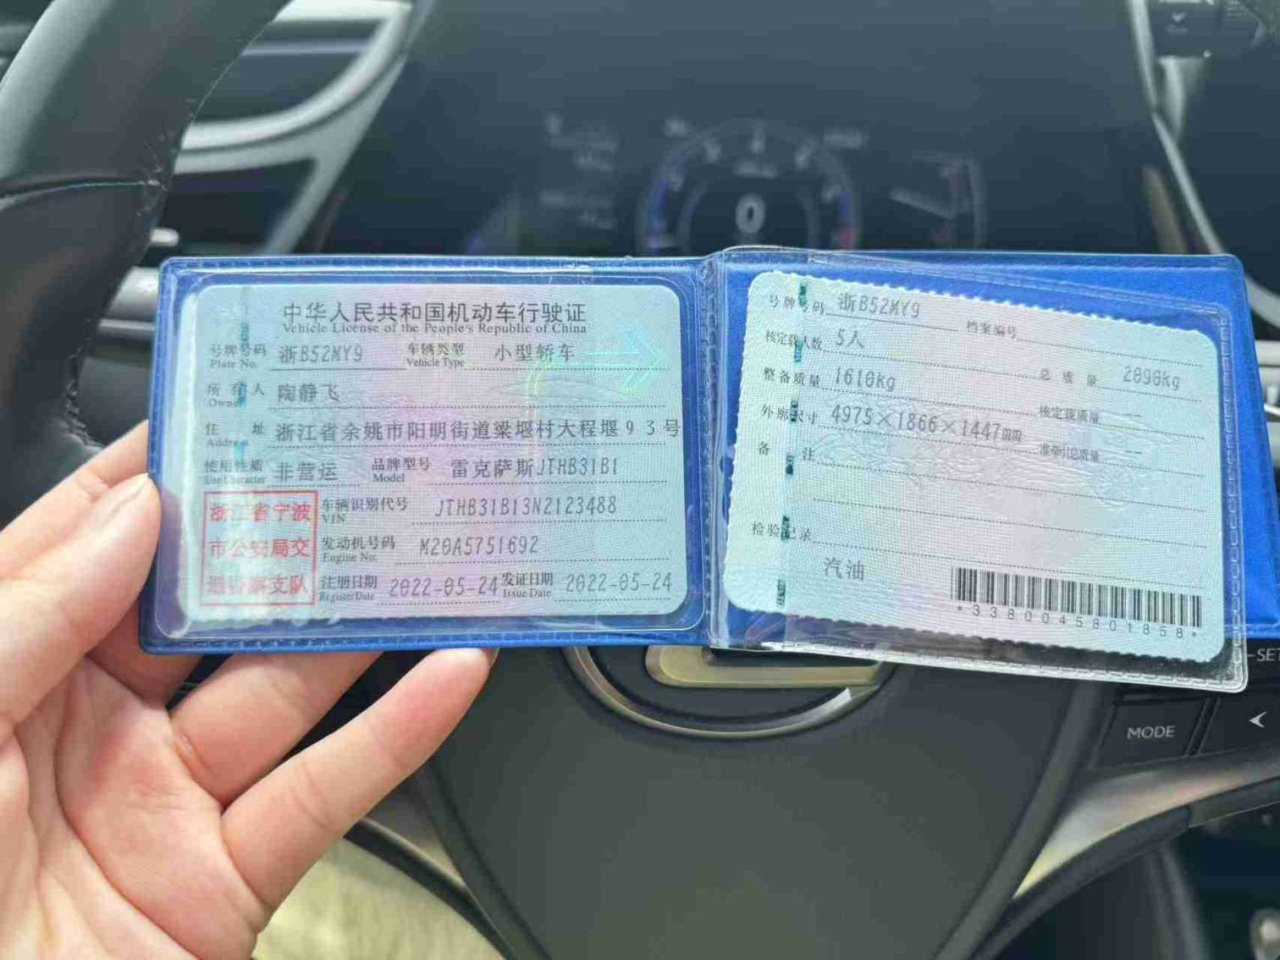 中华人民共和国机动车行驶证
Vehicle License of the People's Republic of China
号牌号码 浙B52MY9 车辆类型 小型轿车
Plate No. Vehicle Type
所有人 陶静飞
Owner
住址 浙江省余姚市阳明街道梁堰村大程堰93号
Address
使用性质 非营运 品牌型号 雷克萨斯JTHB31B1
Use Character Model
浙江省宁波
市公安局交
通警察支队
车辆识别代号 JTHB31B13N2123488
VIN
发动机号码 M20A5751692
Engine No.
注册日期 2022-05-24 发证日期 2022-05-24
Register Date Issue Date
号牌号码 浙B52MY9 档案编号
核定载人数 5人 总质量 2090kg
整备质量 1610kg 核定载质量 --
外廓尺寸 4975×1866×1447mm 准牵引总质量 --
备注
检验记录
汽油
*3380045801858*
0
MODE
-SET